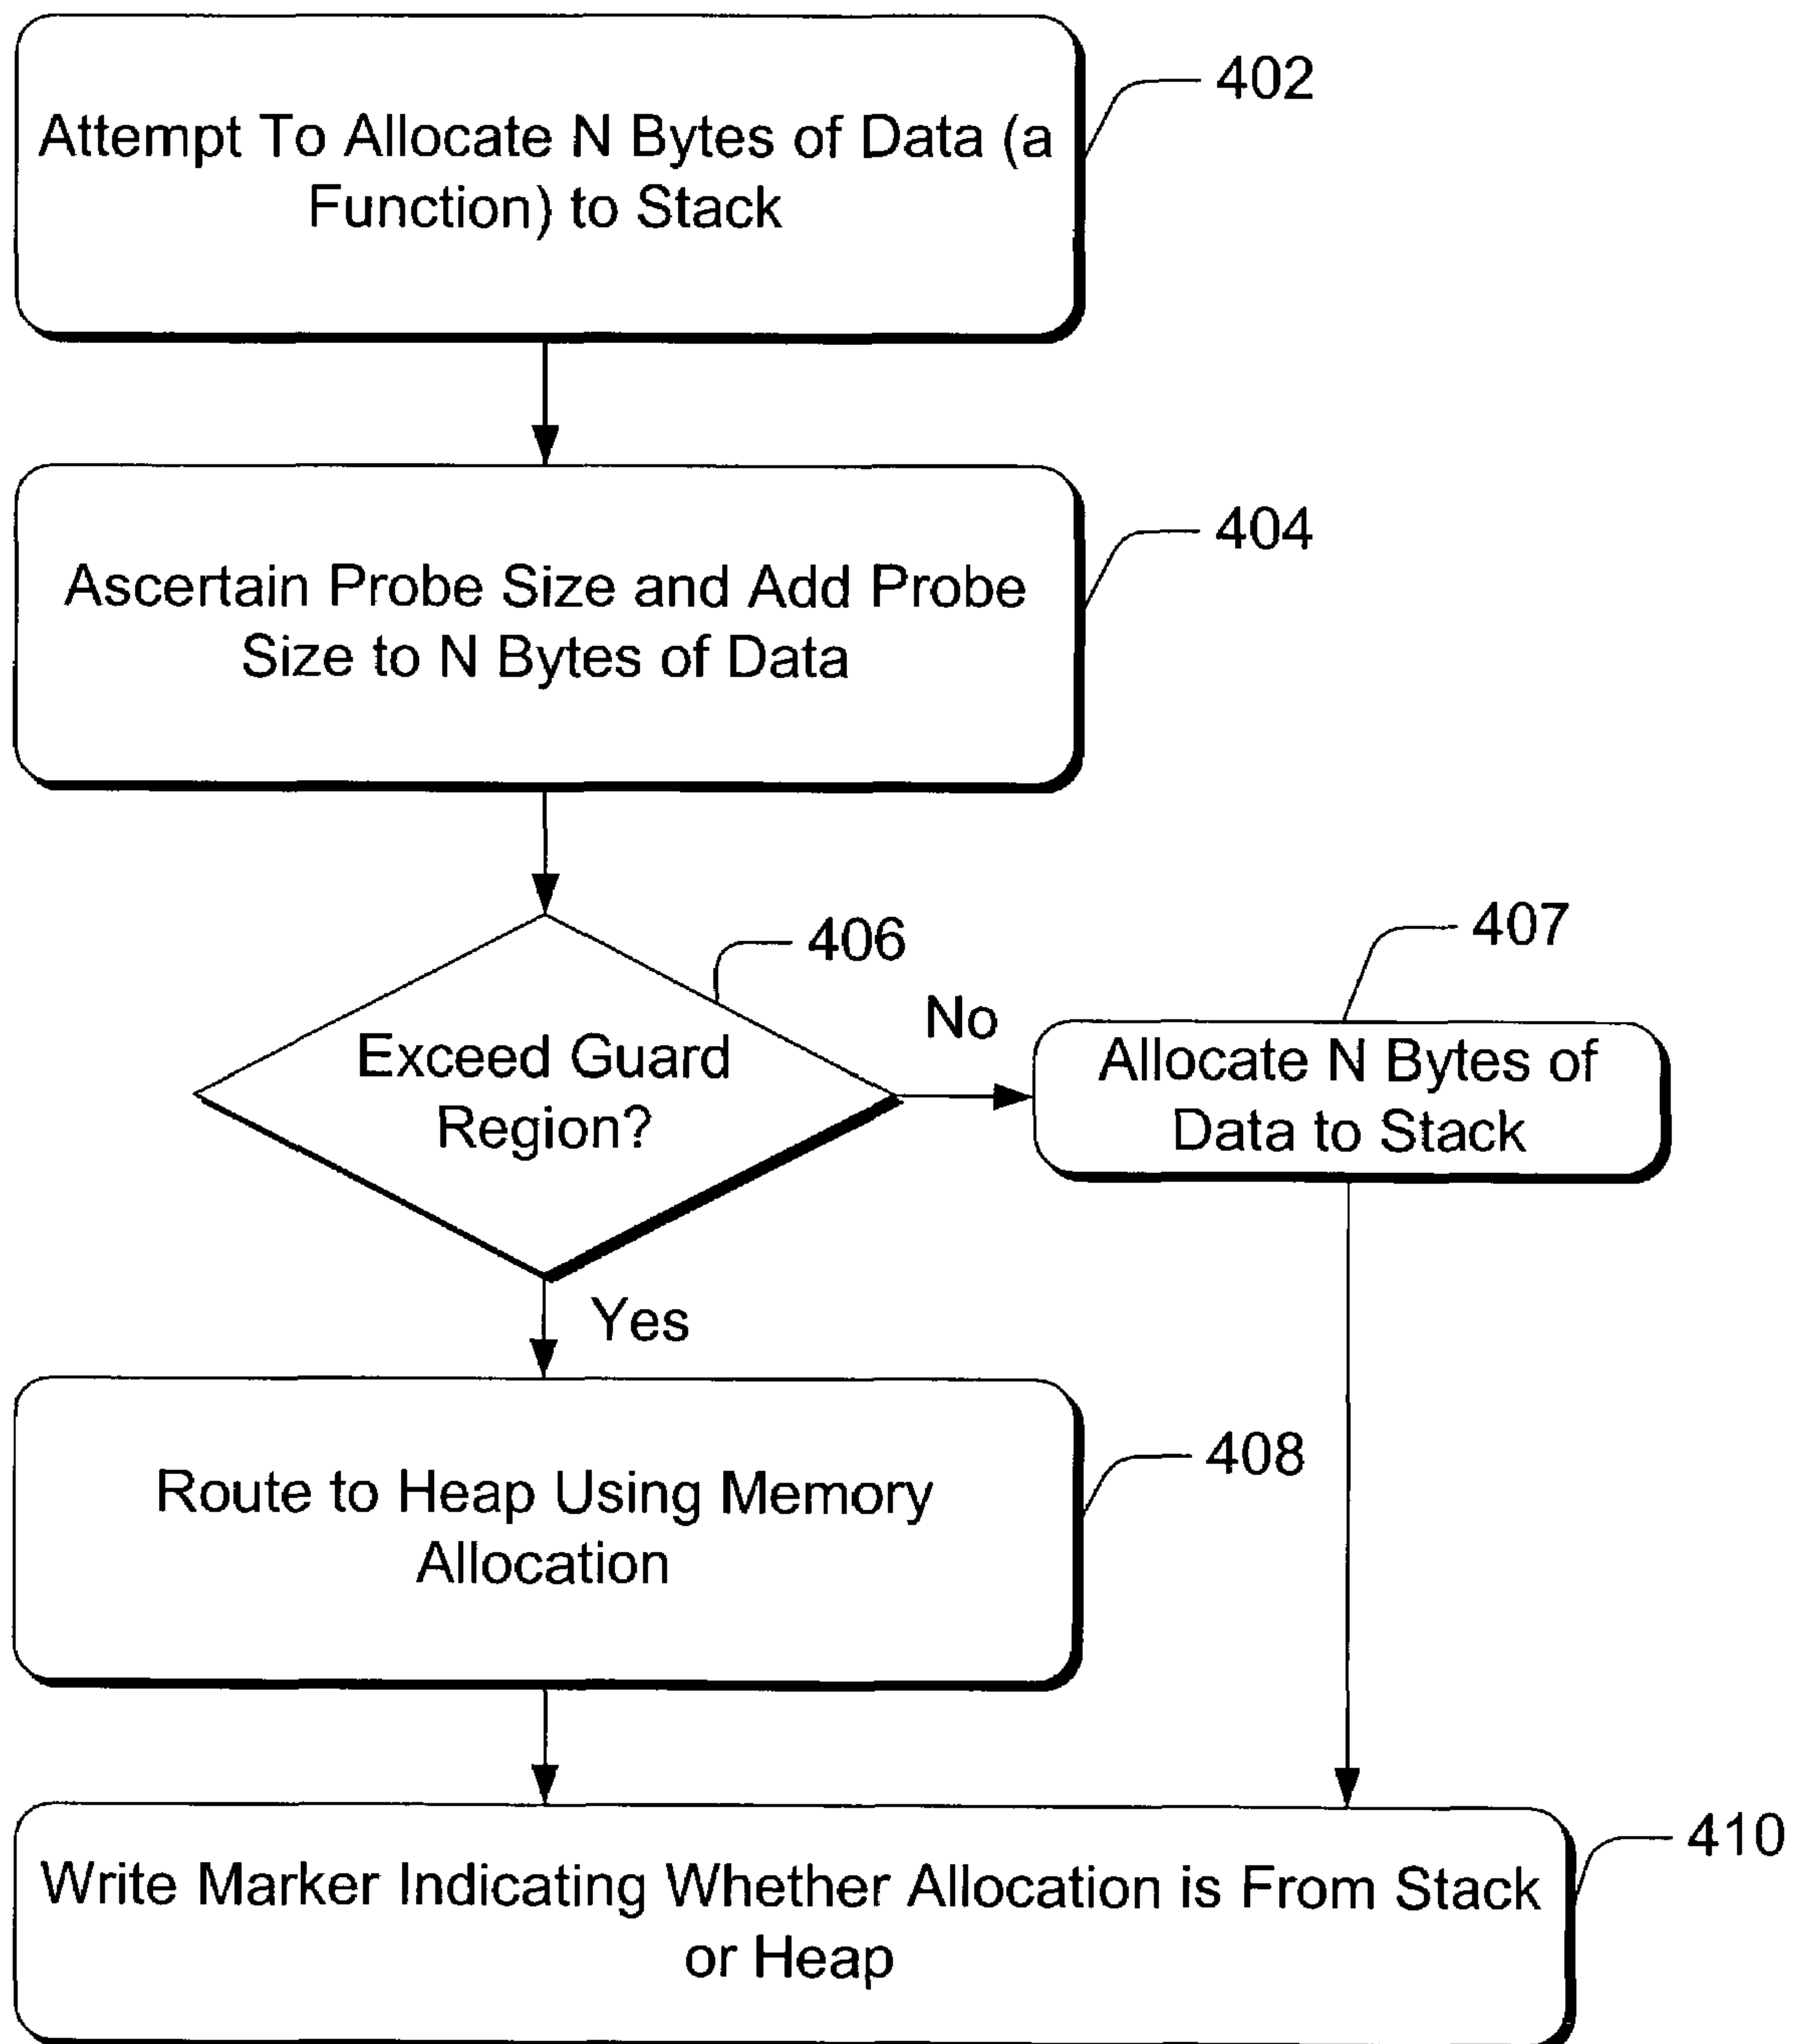 Attempt To Allocate N Bytes of Data (a
Function) to Stack
402
Ascertain Probe Size and Add Probe
Size to N Bytes of Data
404
406
Exceed Guard
Region?
No
407
Allocate N Bytes of
Data to Stack
Yes
Route to Heap Using Memory
Allocation
408
Write Marker Indicating Whether Allocation is From Stack
or Heap
410